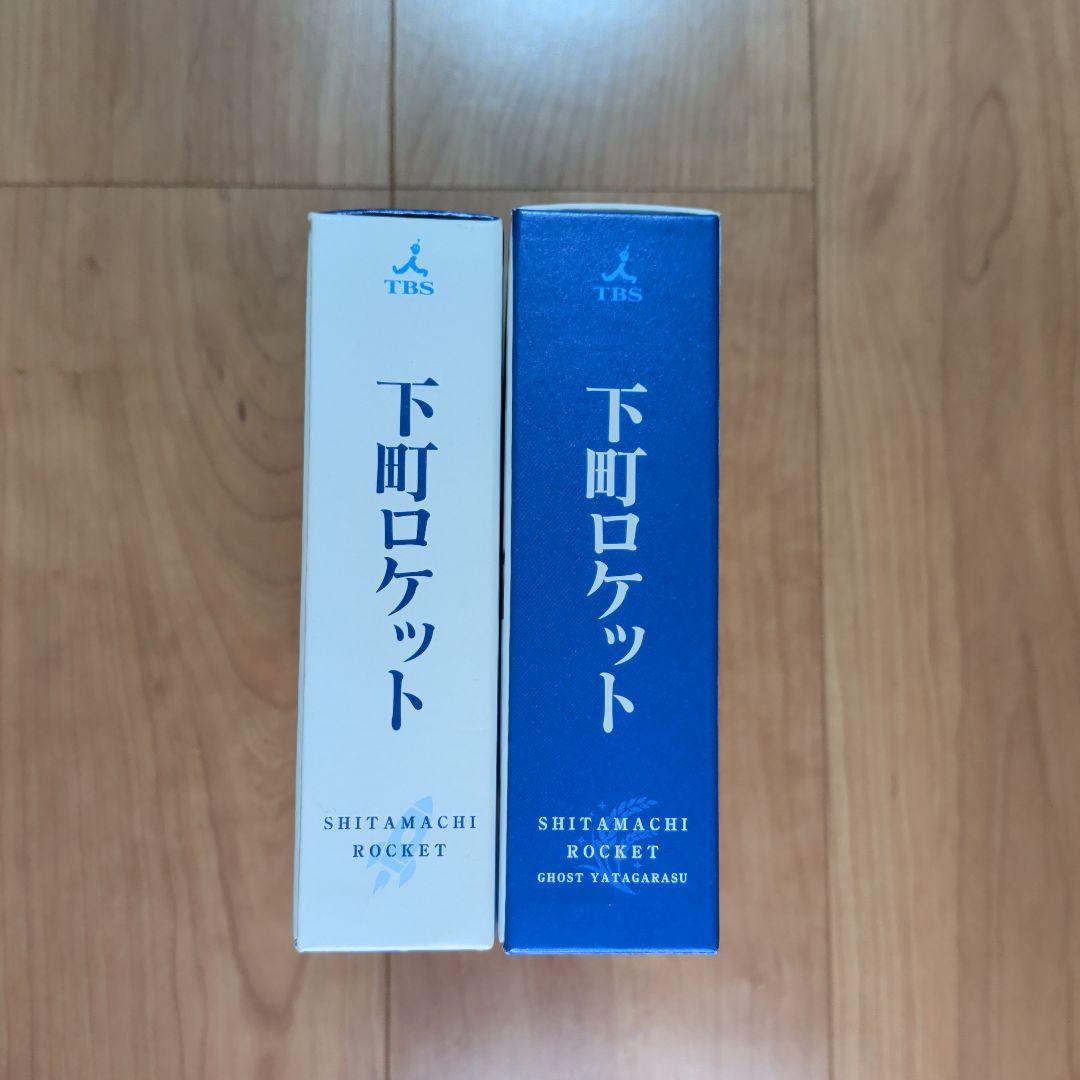 TBS
下町ロケット
SHITAMACHI
ROCKET
TBS
下町ロケット
SHITAMACHI
ROCKET
GHOST YATAGARASU